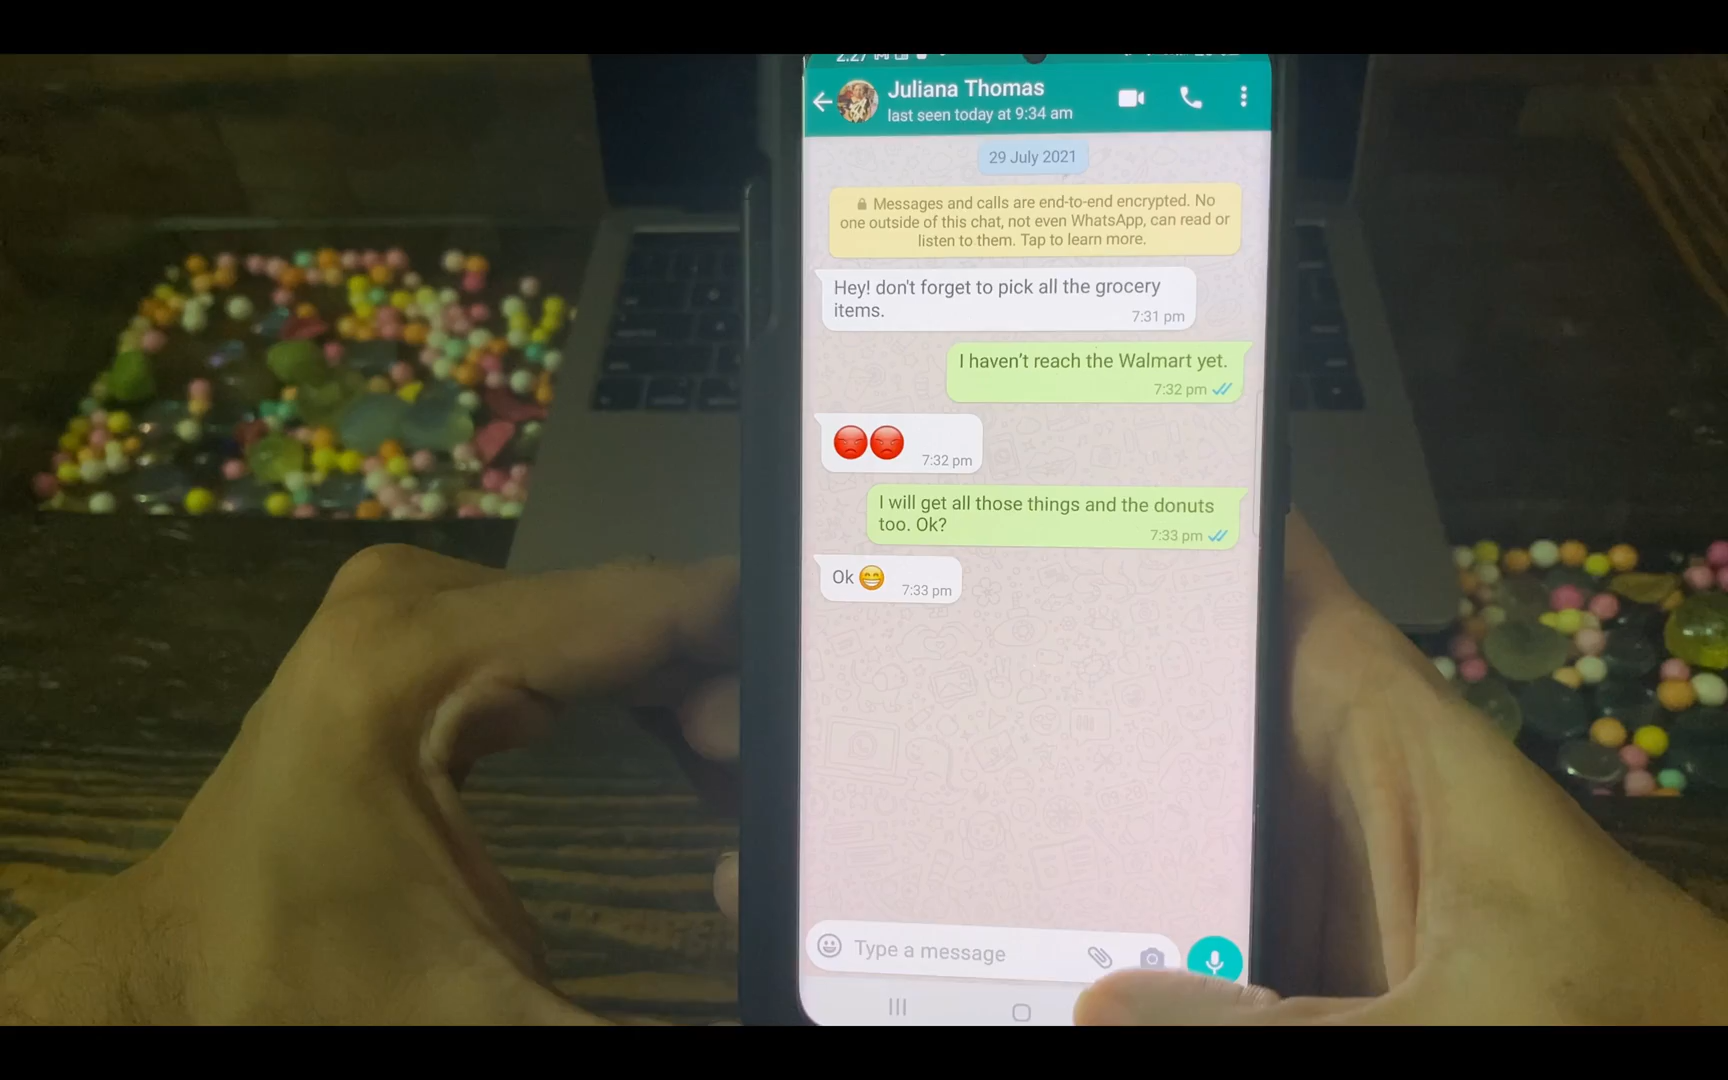 2:27
Juliana Thomas
last seen today at 9:34 am
29 July 2021
Messages and calls are end-to-end encrypted. No
one outside of this chat, not even WhatsApp, can read or
listen to them. Tap to learn more.
Hey! don't forget to pick all the grocery
items.
7:31 pm
I haven't reach the Walmart yet.
7:32 pm
7:32 pm
I will get all those things and the donuts
too. Ok?
7:33 pm
Ok 😁
7:33 pm
Type a message